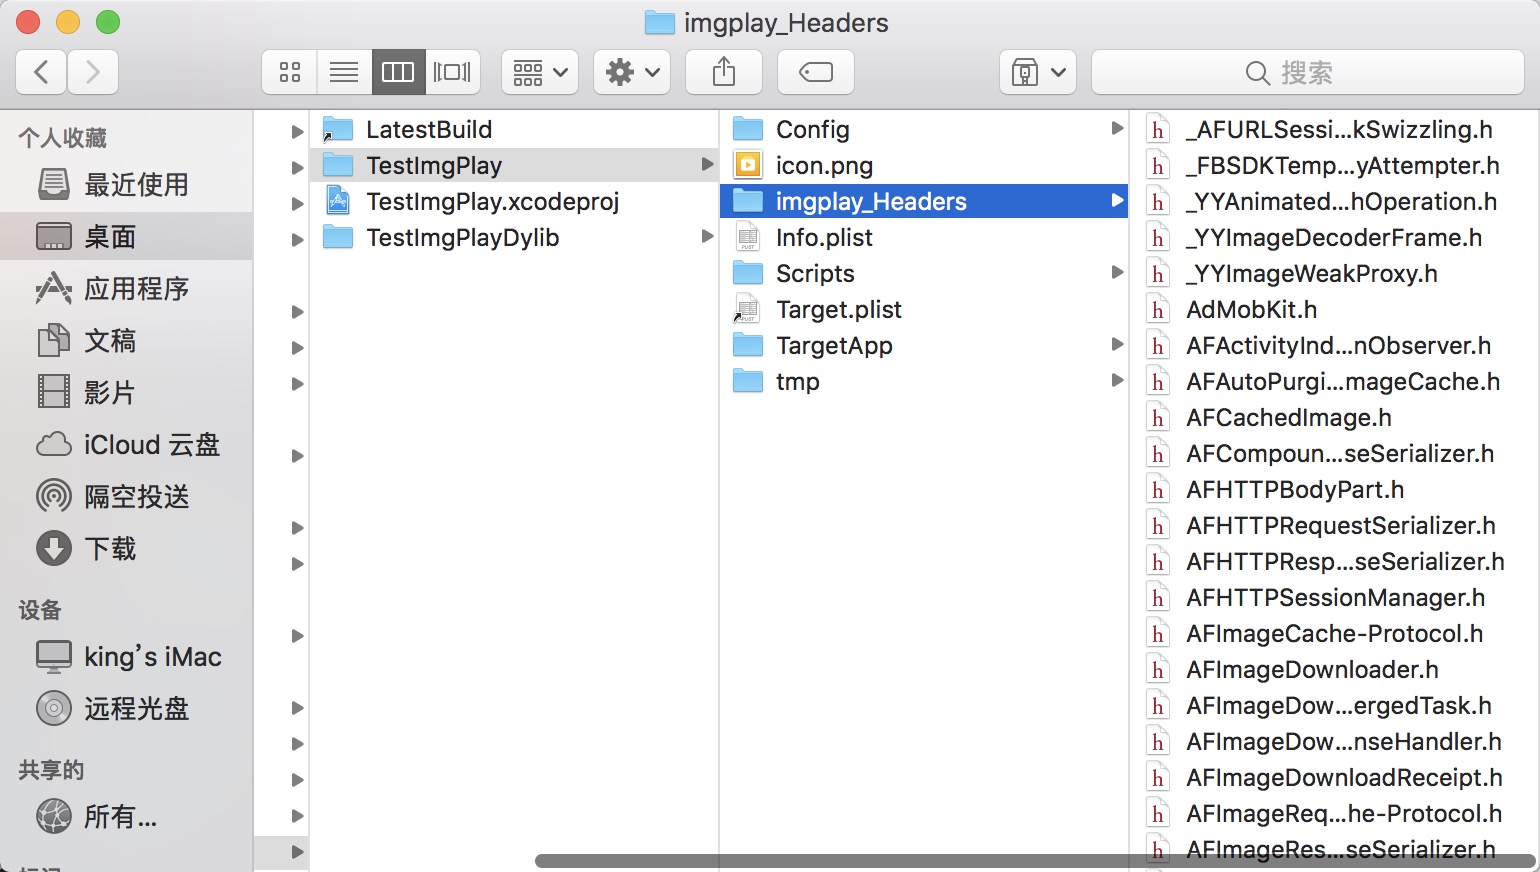 imgplay_Headers
搜索
个人收藏
最近使用
桌面
应用程序
文稿
影片
iCloud 云盘
隔空投送
下载
设备
king's iMac
远程光盘
共享的
所有...
LatestBuild
TestImgPlay
TestImgPlay.xcodeproj
TestImgPlayDylib
Config
icon.png
imgplay_Headers
Info.plist
Scripts
Target.plist
TargetApp
tmp
_AFURLSessi...kSwizzling.h
_FBSDKTemp...yAttempter.h
_YYAnimated...hOperation.h
_YYImageDecoderFrame.h
_YYImageWeakProxy.h
AdMobKit.h
AFActivityInd...nObserver.h
AFAutoPurgi...mageCache.h
AFCachedImage.h
AFCompoun...seSerializer.h
AFHTTPBodyPart.h
AFHTTPRequestSerializer.h
AFHTTPResp...seSerializer.h
AFHTTPSessionManager.h
AFImageCache-Protocol.h
AFImageDownloader.h
AFImageDow...ergedTask.h
AFImageDow...nseHandler.h
AFImageDownloadReceipt.h
AFImageReq...he-Protocol.h
AFImageRes...seSerializer.h